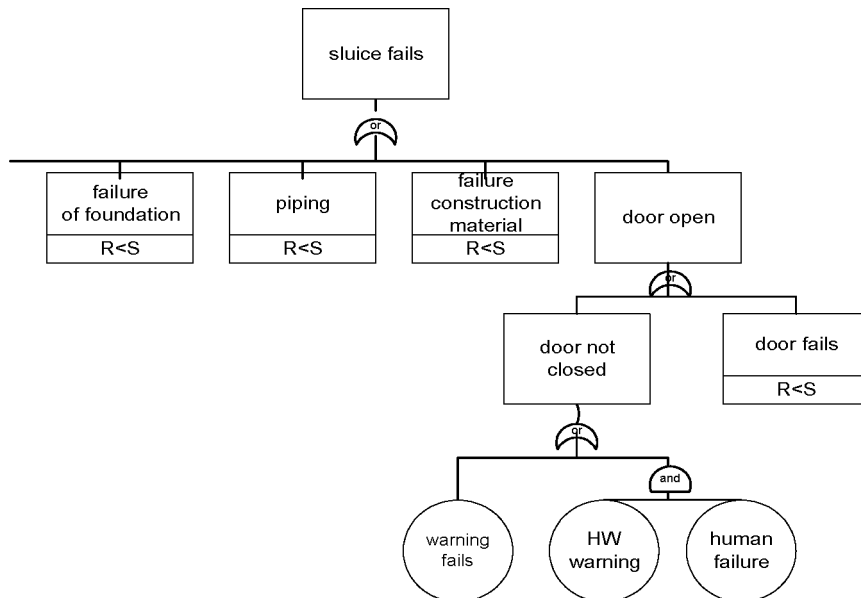 sluice fails
or
failure
of foundation
R<S
piping
R<S
failure
construction
material
R<S
door open
or
door not
closed
door fails
R<S
or
and
warning
fails
HW
warning
human
failure